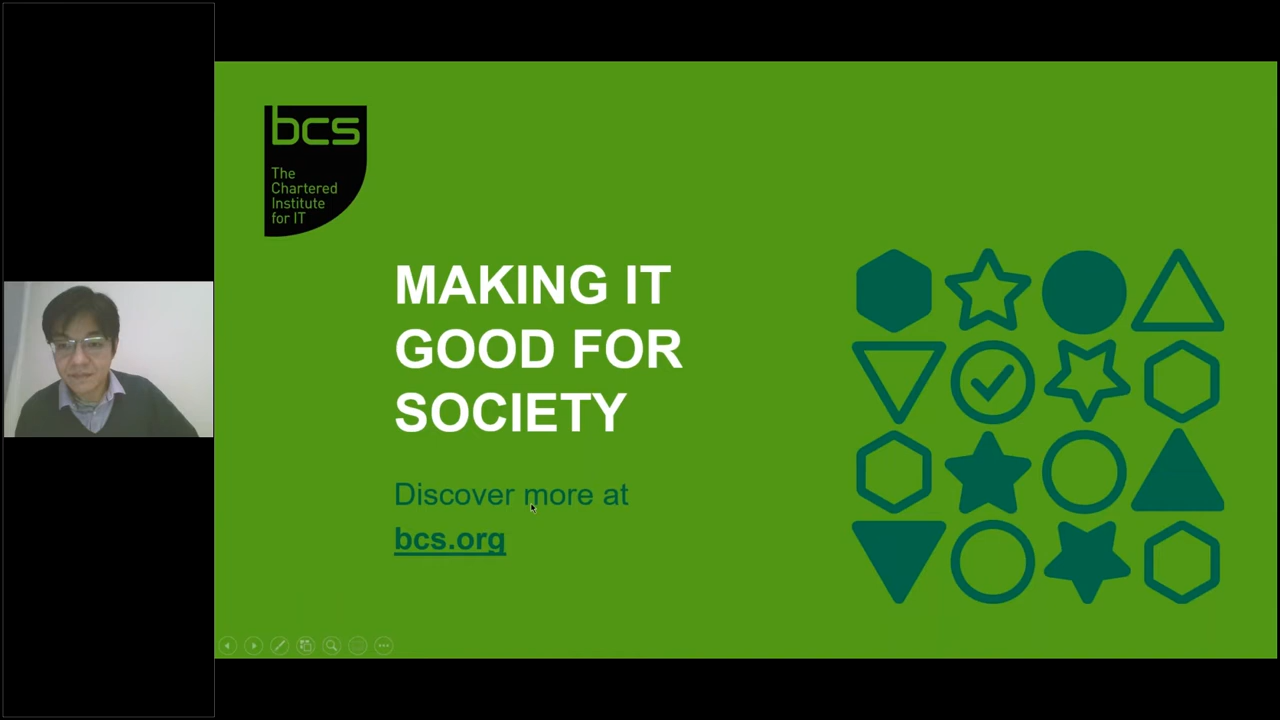 bcs
The
Chartered
Institute
for IT
MAKING IT
GOOD FOR
SOCIETY
Discover more at
bcs.org